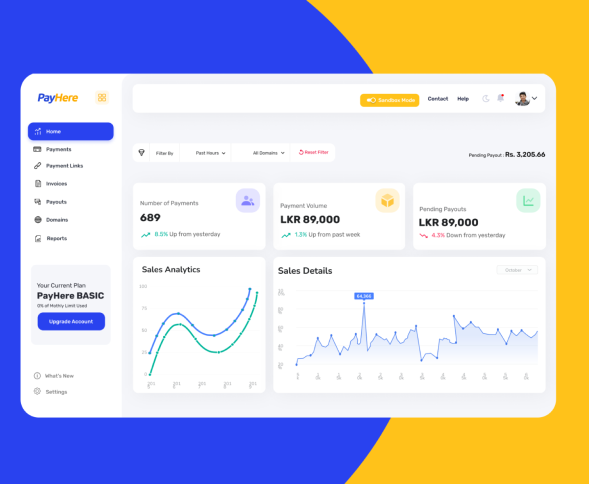 PayHere
Sandbox Mode
Contact
Help
Home
Payments
Payment Links
Invoices
Payouts
Domains
Reports
Filter By
Past Hours
All Domains
Reset Filter
Pending Payout : Rs. 3,205.66
Number of Payments
689
8.5% Up from yesterday
Payment Volume
LKR 89,000
1.3% Up from past week
Pending Payouts
LKR 89,000
4.3% Down from yesterday
Your Current Plan
PayHere BASIC
0% of Mothly Limit Used
Upgrade Account
What's New
Settings
Sales Analytics
100
75
50
0
Sales Details
October